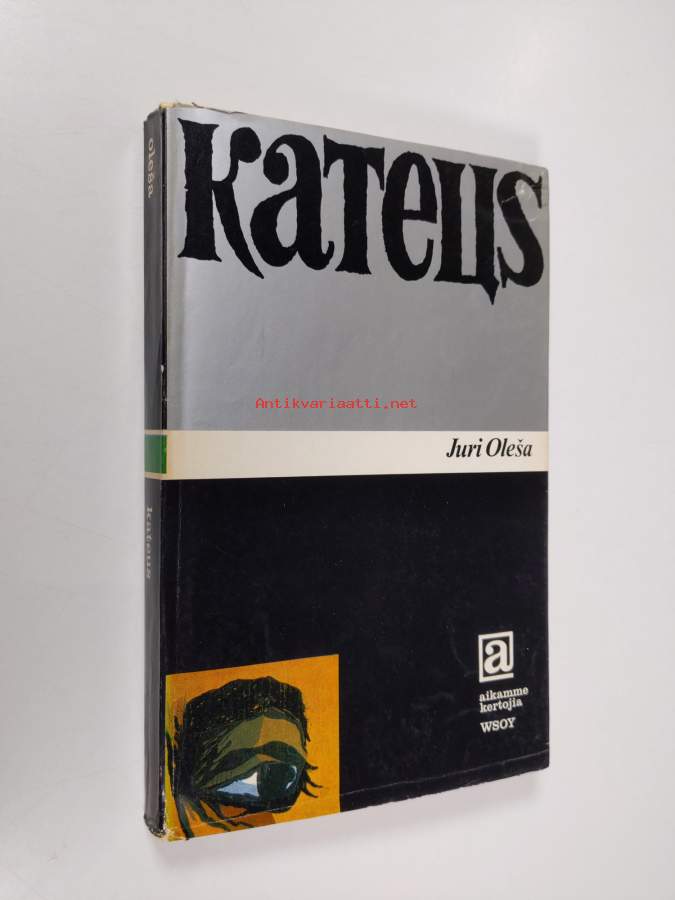 Kateus
Antikvariaatti.net
Juri Oleša
a
aikamme
kertojia
WSOY
oleša
kateus